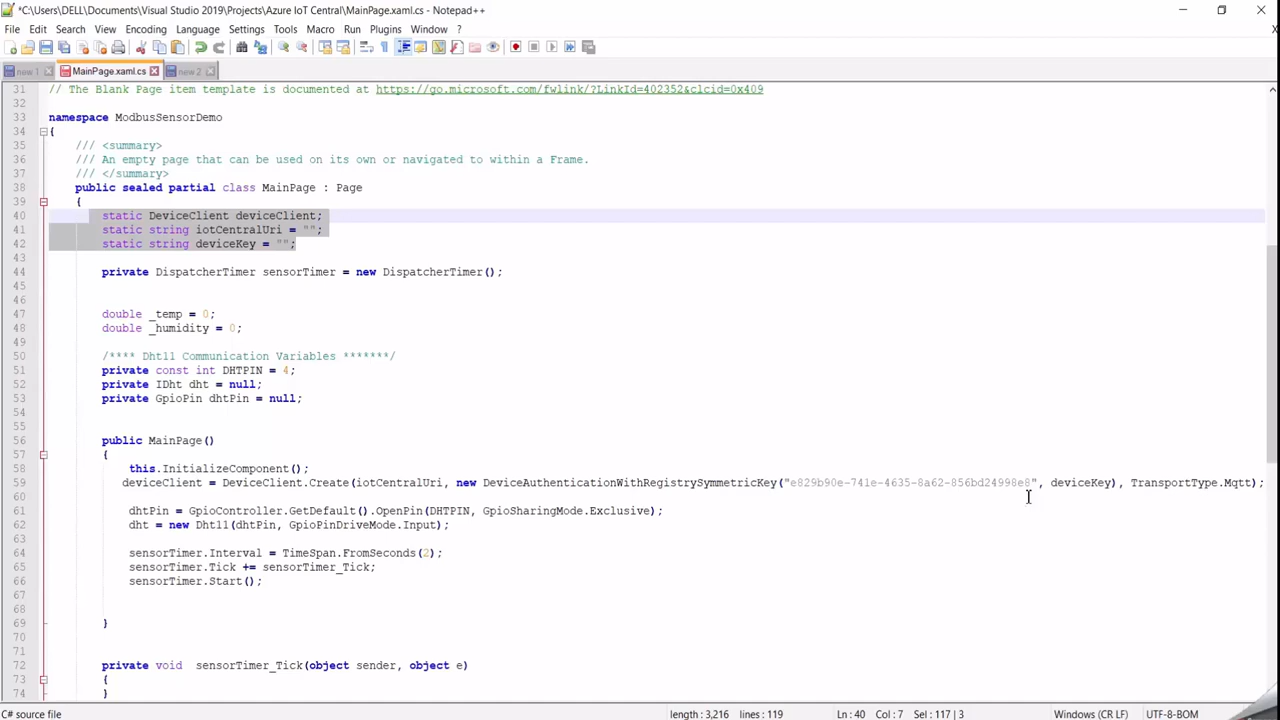 *C:\Users\DELL\Documents\Visual Studio 2019\Projects\Azure IoT Central\MainPage.xaml.cs - Notepad++
File Edit Search View Encoding Language Settings Tools Macro Run Plugins Window ? X
new 1 MainPage.xaml.cs new 2
31 // The Blank Page item template is documented at https://go.microsoft.com/fwlink/?LinkId=402352&clcid=0x409
32
33 namespace ModbusSensorDemo
34 {
35 /// <summary>
36 /// An empty page that can be used on its own or navigated to within a Frame.
37 /// </summary>
38 public sealed partial class MainPage : Page
39 {
40 static DeviceClient deviceClient;
41 static string iotCentralUri = "";
42 static string deviceKey = "";
43
44 private DispatcherTimer sensorTimer = new DispatcherTimer();
45
46
47 double _temp = 0;
48 double _humidity = 0;
49
50 /**** Dht11 Communication Variables *******/
51 private const int DHTPIN = 4;
52 private IDht dht = null;
53 private GpioPin dhtPin = null;
54
55
56 public MainPage()
57 {
58 this.InitializeComponent();
59 deviceClient = DeviceClient.Create(iotCentralUri, new DeviceAuthenticationWithRegistrySymmetricKey("e829b90e-741e-4635-8a62-856bd24998e8", deviceKey), TransportType.Mqtt);
60
61 dhtPin = GpioController.GetDefault().OpenPin(DHTPIN, GpioSharingMode.Exclusive);
62 dht = new Dht11(dhtPin, GpioPinDriveMode.Input);
63
64 sensorTimer.Interval = TimeSpan.FromSeconds(2);
65 sensorTimer.Tick += sensorTimer_Tick;
66 sensorTimer.Start();
67
68
69 }
70
71
72 private void sensorTimer_Tick(object sender, object e)
73 {
74 }
C# source file length : 3,216 lines : 119 Ln : 40 Col : 7 Sel : 117 | 3 Windows (CR LF) UTF-8-BOM